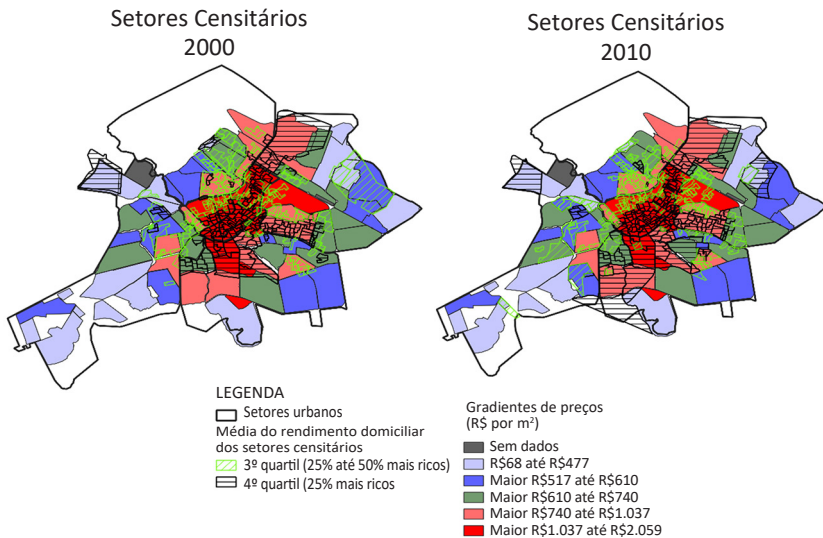 Setores Censitários
2000
Setores Censitários
2010
LEGENDA
Setores urbanos
Média do rendimento domiciliar
dos setores censitários
3º quartil (25% até 50% mais ricos)
4º quartil (25% mais ricos
Gradientes de preços
(R$ por m²)
Sem dados
R$68 até R$477
Maior R$517 até R$610
Maior R$610 até R$740
Maior R$740 até R$1.037
Maior R$1.037 até R$2.059